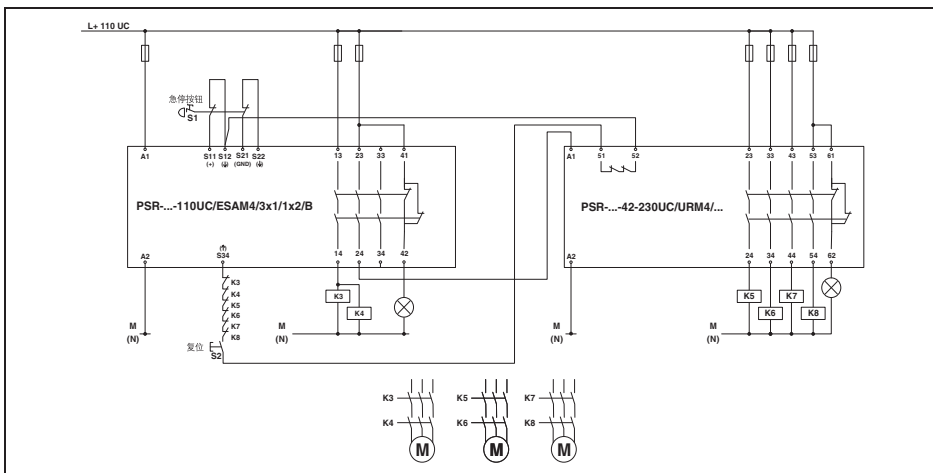 L+ 110 UC
急停按钮
S1
A1
S11 S12 S21 S22
(+) (GND)
13 23 33 41
A1 51 52
23 33 43 53 61
PSR-...-110UC/ESAM4/3x1/1x2/B
PSR-...-42-230UC/URM4/...
A2
S34
14 24 34 42
A2
24 34 44 54 62
K3
K4
K5
K6
K7
K8
K3
K4
K5
K6
K7
K8
M
(N)
M
(N)
M
(N)
M
(N)
复位
S2
K3
K4
M
K5
K6
M
K7
K8
M